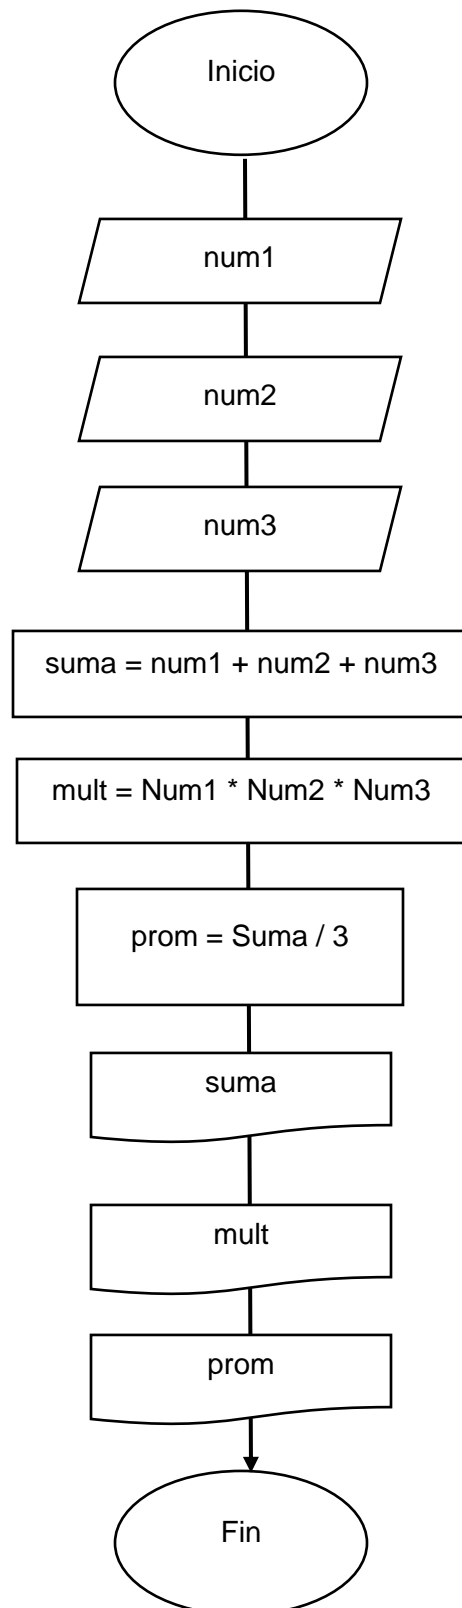 Inicio
num1
num2
num3
suma = num1 + num2 + num3
mult = Num1 * Num2 * Num3
prom = Suma / 3
suma
mult
prom
Fin